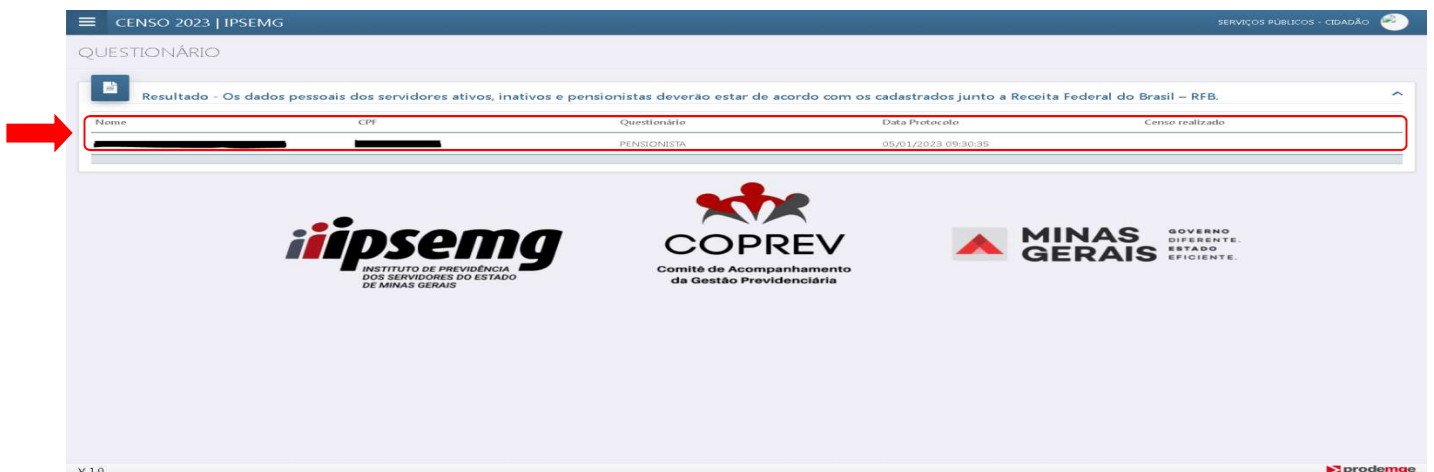 CENSO 2023 | IPSEMG
SERVIÇOS PÚBLICOS - CIDADÃO
QUESTIONÁRIO
Resultado - Os dados pessoais dos servidores ativos, inativos e pensionistas deverão estar de acordo com os cadastrados junto a Receita Federal do Brasil – RFB.
Nome CPF Questionário Data Protocolo Censo realizado
PENSIONISTA 05/01/2023 09:30:35
ipsemg
INSTITUTO DE PREVIDÊNCIA
DOS SERVIDORES DO ESTADO
DE MINAS GERAIS
COPREV
Comitê de Acompanhamento
da Gestão Previdenciária
MINAS
GERAIS
GOVERNO
DIFERENTE.
ESTADO
EFICIENTE.
V 1.9
prodemge